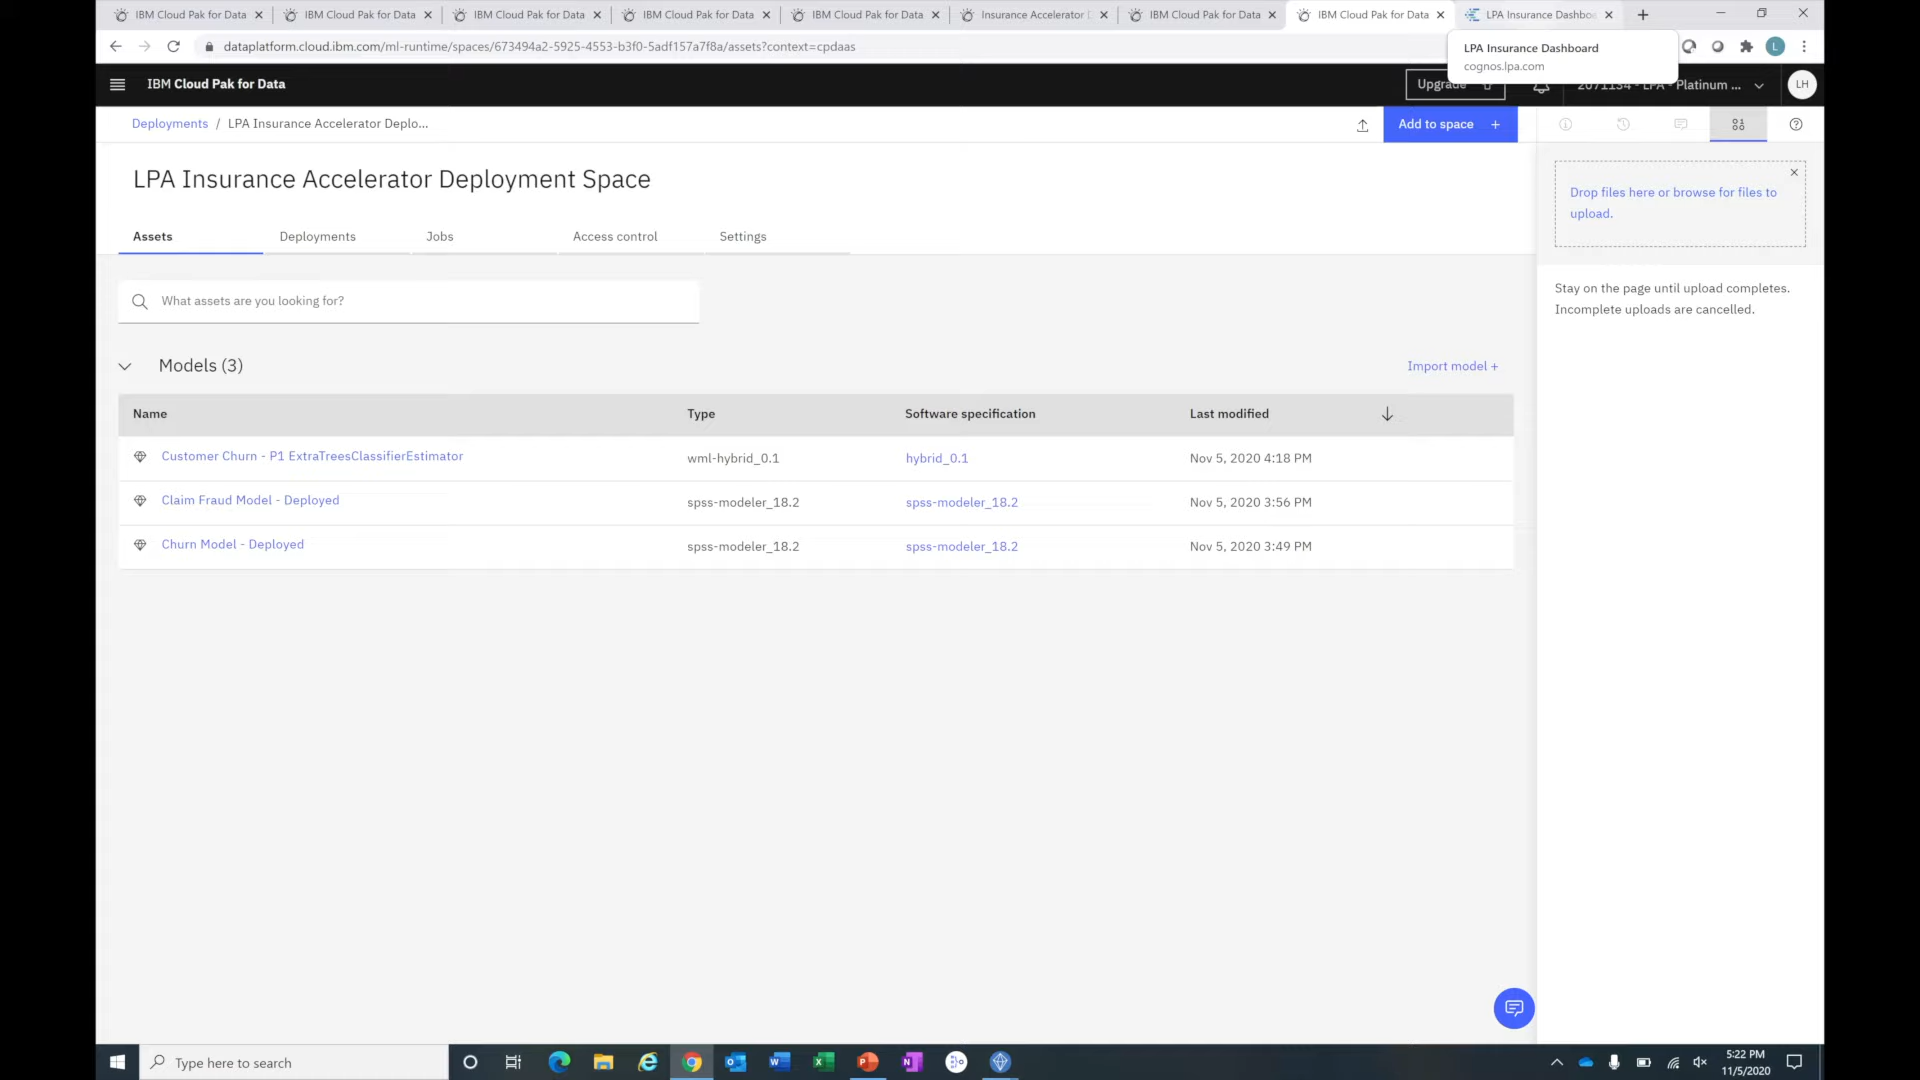 IBM Cloud Pak for Data
IBM Cloud Pak for Data
IBM Cloud Pak for Data
IBM Cloud Pak for Data
IBM Cloud Pak for Data
Insurance Accelerator
IBM Cloud Pak for Data
IBM Cloud Pak for Data
LPA Insurance Dashbo
dataplatform.cloud.ibm.com/ml-runtime/spaces/673494a2-5925-4553-b3f0-5adf157a7f8a/assets?context=cpdaas
L
LPA Insurance Dashboard
cognos.lpa.com
IBM Cloud Pak for Data
Upgrade
2071134 - LPA - Platinum ...
LH
Deployments / LPA Insurance Accelerator Deplo...
Add to space +
LPA Insurance Accelerator Deployment Space
Assets
Deployments
Jobs
Access control
Settings
Drop files here or browse for files to
upload.
Stay on the page until upload completes.
Incomplete uploads are cancelled.
What assets are you looking for?
Models (3)
Import model +
Name Type Software specification Last modified
Customer Churn - P1 ExtraTreesClassifierEstimator wml-hybrid_0.1 hybrid_0.1 Nov 5, 2020 4:18 PM
Claim Fraud Model - Deployed spss-modeler_18.2 spss-modeler_18.2 Nov 5, 2020 3:56 PM
Churn Model - Deployed spss-modeler_18.2 spss-modeler_18.2 Nov 5, 2020 3:49 PM
Type here to search
5:22 PM
11/5/2020